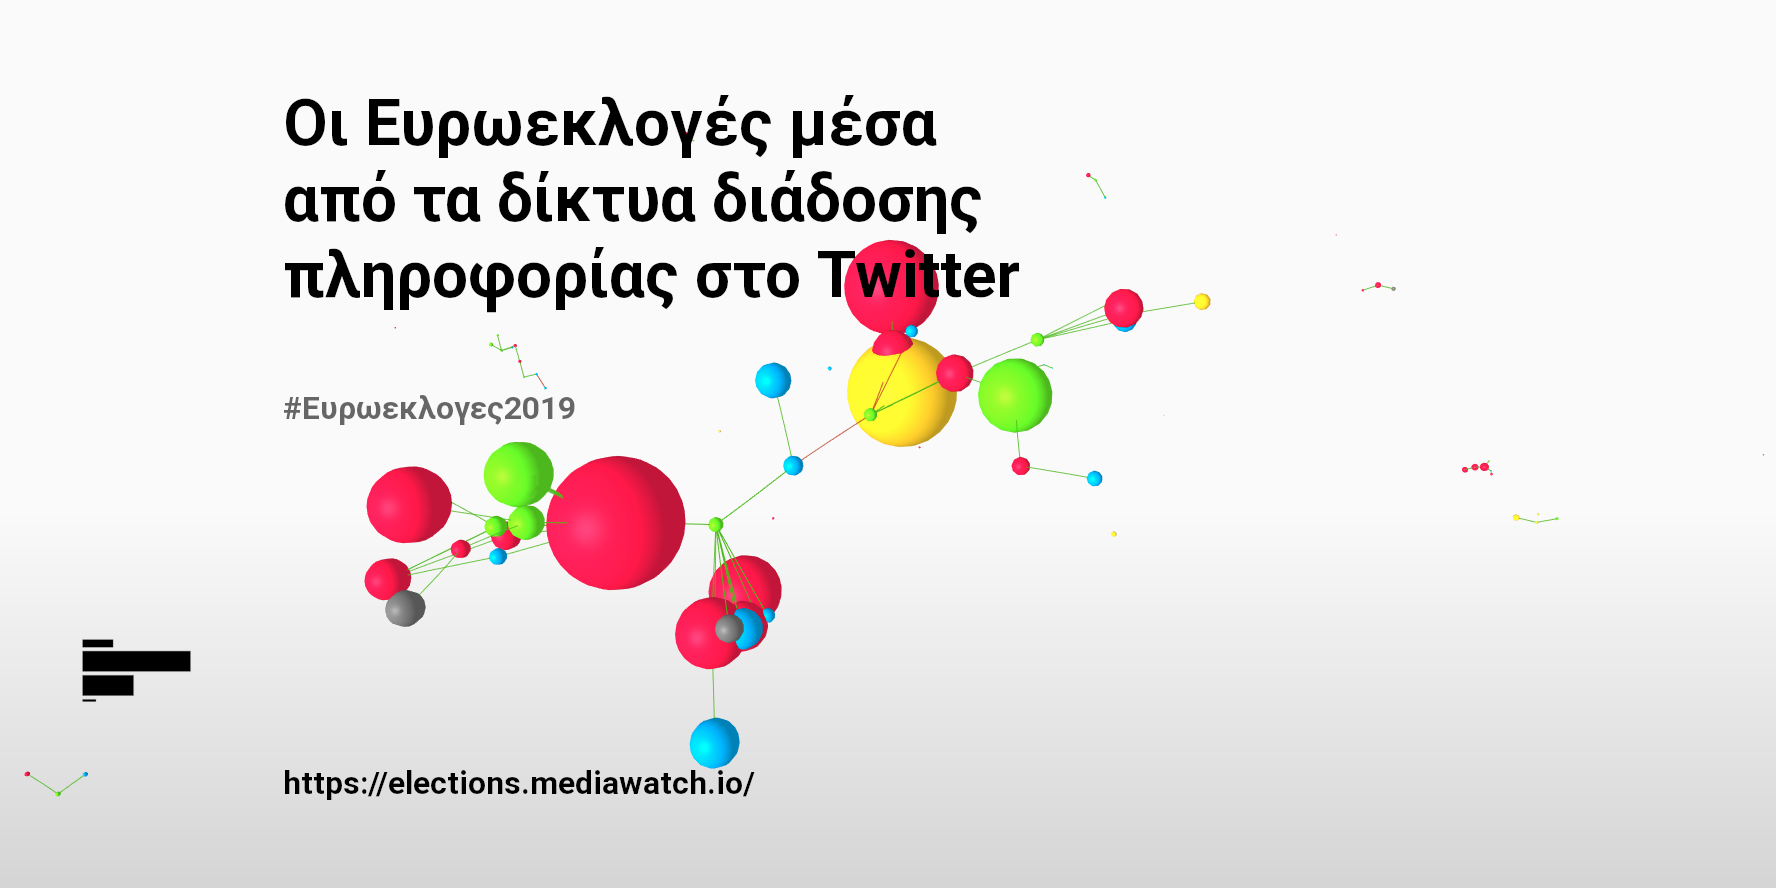 Οι Ευρωεκλογές μέσα
από τα δίκτυα διάδοσης
πληροφορίας στο Twitter
#Ευρωεκλογες2019
https://elections.mediawatch.io/